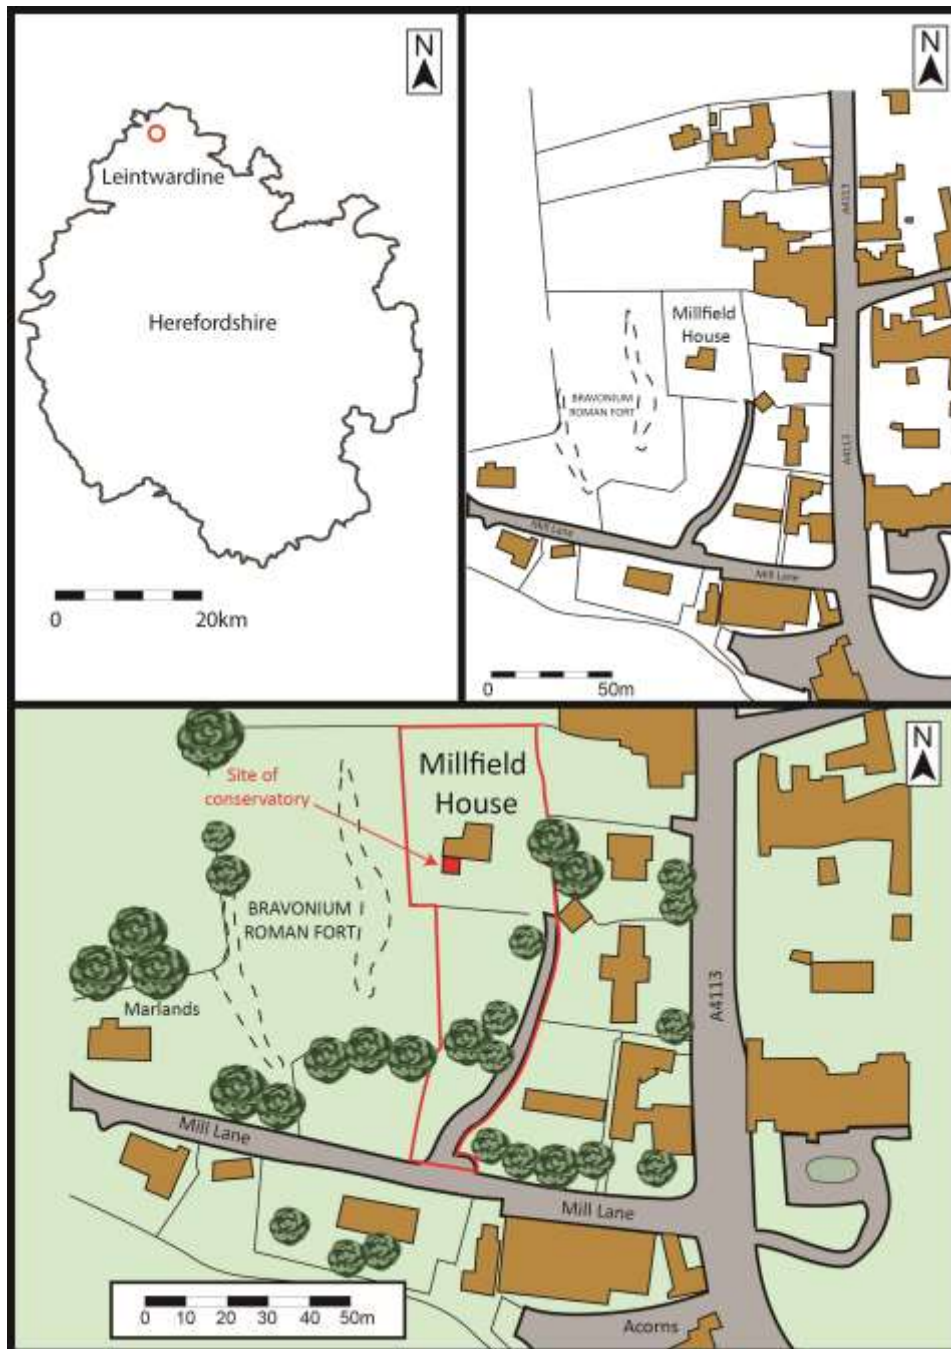 N
Leintwardine
Herefordshire
0 20km
N
A4113
Millfield
House
BRAVONIUM
ROMAN FORT
A4113
Mill Lane
Mill Lane
0 50m
N
Millfield
House
Site of
conservatory
BRAVONIUM
ROMAN FORT
Marlands
A4113
Mill Lane
Mill Lane
Acorns
0 10 20 30 40 50m